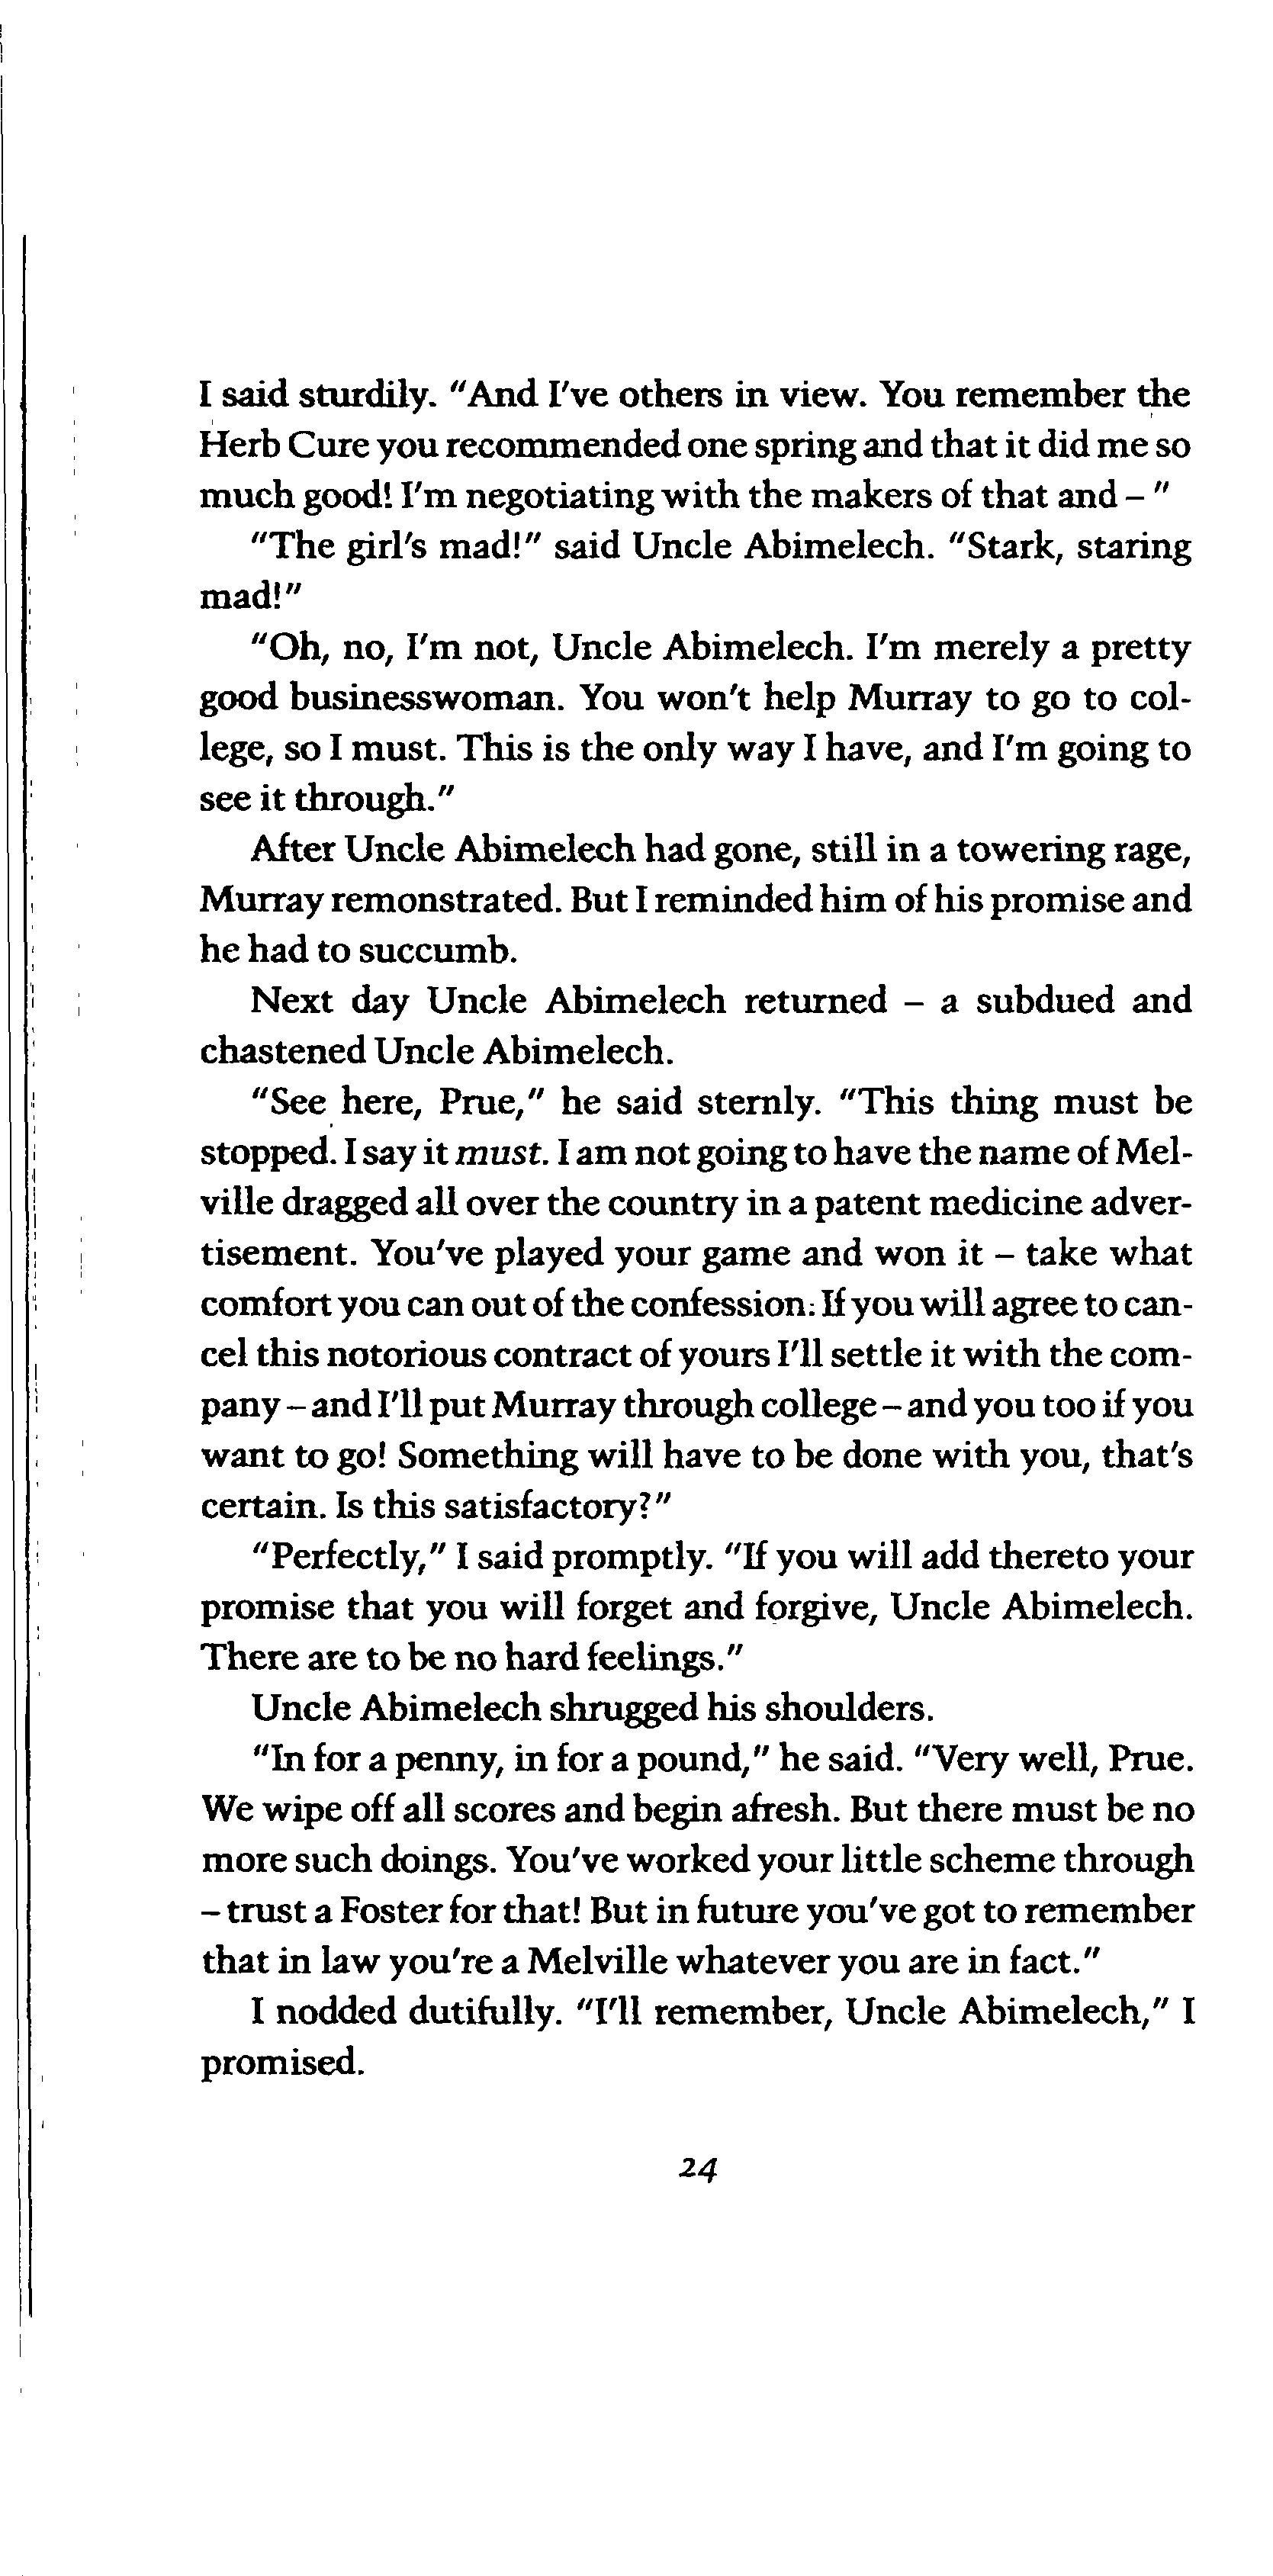 I said sturdily. "And I've others in view. You remember the
Herb Cure you recommended one spring and that it did me so
much good! I'm negotiating with the makers of that and – "
"The girl's mad!" said Uncle Abimelech. "Stark, staring
mad!"
"Oh, no, I'm not, Uncle Abimelech. I'm merely a pretty
good businesswoman. You won't help Murray to go to col-
lege, so I must. This is the only way I have, and I'm going to
see it through."
After Uncle Abimelech had gone, still in a towering rage,
Murray remonstrated. But I reminded him of his promise and
he had to succumb.
Next day Uncle Abimelech returned – a subdued and
chastened Uncle Abimelech.
"See here, Prue," he said sternly. "This thing must be
stopped. I say it must. I am not going to have the name of Mel-
ville dragged all over the country in a patent medicine adver-
tisement. You've played your game and won it – take what
comfort you can out of the confession. If you will agree to can-
cel this notorious contract of yours I'll settle it with the com-
pany – and I'll put Murray through college – and you too if you
want to go! Something will have to be done with you, that's
certain. Is this satisfactory?"
"Perfectly," I said promptly. "If you will add thereto your
promise that you will forget and forgive, Uncle Abimelech.
There are to be no hard feelings."
Uncle Abimelech shrugged his shoulders.
"In for a penny, in for a pound," he said. "Very well, Prue.
We wipe off all scores and begin afresh. But there must be no
more such doings. You've worked your little scheme through
– trust a Foster for that! But in future you've got to remember
that in law you're a Melville whatever you are in fact."
I nodded dutifully. "I'll remember, Uncle Abimelech," I
promised.
24